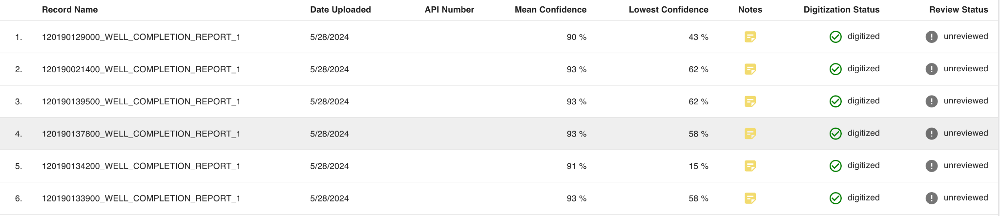 Record Name Date Uploaded API Number Mean Confidence Lowest Confidence Notes Digitization Status Review Status
1. 120190129000_WELL_COMPLETION_REPORT_1 5/28/2024 90 % 43 % digitized unreviewed
2. 120190021400_WELL_COMPLETION_REPORT_1 5/28/2024 93 % 62 % digitized unreviewed
3. 120190139500_WELL_COMPLETION_REPORT_1 5/28/2024 93 % 62 % digitized unreviewed
4. 120190137800_WELL_COMPLETION_REPORT_1 5/28/2024 93 % 58 % digitized unreviewed
5. 120190134200_WELL_COMPLETION_REPORT_1 5/28/2024 91 % 15 % digitized unreviewed
6. 120190133900_WELL_COMPLETION_REPORT_1 5/28/2024 93 % 58 % digitized unreviewed